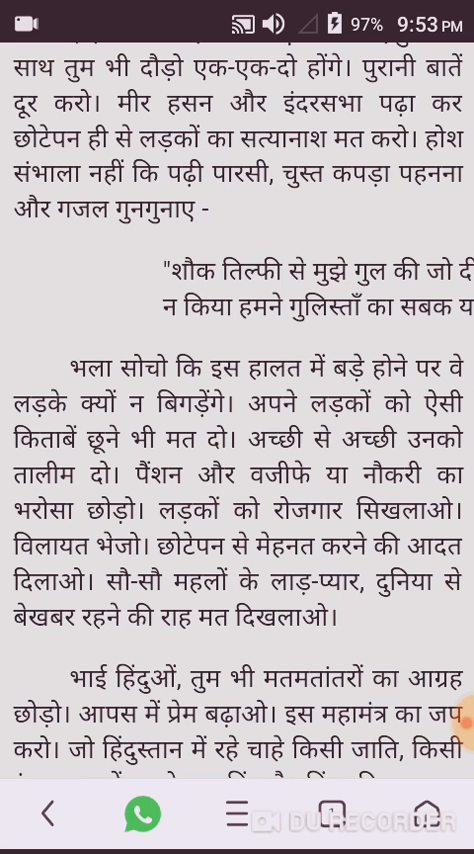 97% 9:53 PM
साथ तुम भी दौड़ो एक-एक-दो होंगे। पुरानी बातें
दूर करो। मीर हसन और इंदरसभा पढ़ा कर
छोटेपन ही से लड़कों का सत्यानाश मत करो। होश
संभाला नहीं कि पढ़ी पारसी, चुस्त कपड़ा पहनना
और गजल गुनगुनाए -
"शौक तिल्फी से मुझे गुल की जो दी
न किया हमने गुलिस्ताँ का सबक य
भला सोचो कि इस हालत में बड़े होने पर वे
लड़के क्यों न बिगड़ेंगे। अपने लड़कों को ऐसी
किताबें छूने भी मत दो। अच्छी से अच्छी उनको
तालीम दो। पैंशन और वजीफे या नौकरी का
भरोसा छोड़ो। लड़कों को रोजगार सिखलाओ।
विलायत भेजो। छोटेपन से मेहनत करने की आदत
दिलाओ। सौ-सौ महलों के लाड़-प्यार, दुनिया से
बेखबर रहने की राह मत दिखलाओ।
भाई हिंदुओं, तुम भी मतमतांतरों का आग्रह
छोड़ो। आपस में प्रेम बढ़ाओ। इस महामंत्र का जप
करो। जो हिंदुस्तान में रहे चाहे किसी जाति, किसी
DU RECORDER